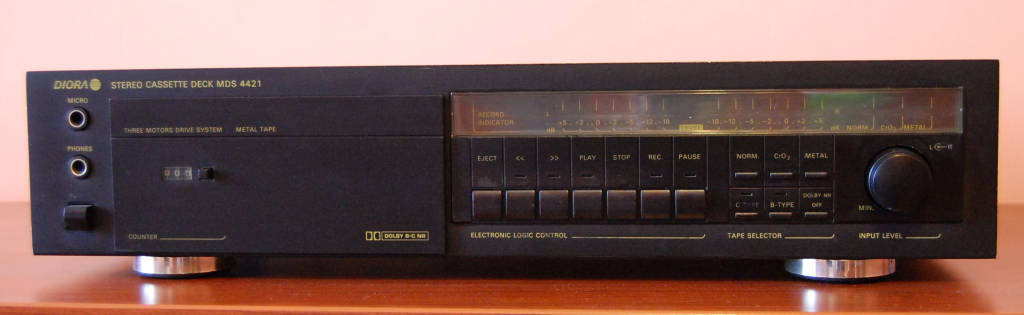 DIORA STEREO CASSETTE DECK MDS 4421
MICRO
PHONES
THREE MOTORS DRIVE SYSTEM METAL TAPE
COUNTER
DOLBY B-C NR
RECORD
INDICATOR
L
dB
R
dB
NORM. CrO2 METAL
EJECT << >> PLAY STOP REC. PAUSE
NORM. CrO2 METAL
C-TYPE B-TYPE DOLBY NR
OFF
L R
MIN.
ELECTRONIC LOGIC CONTROL
TAPE SELECTOR
INPUT LEVEL